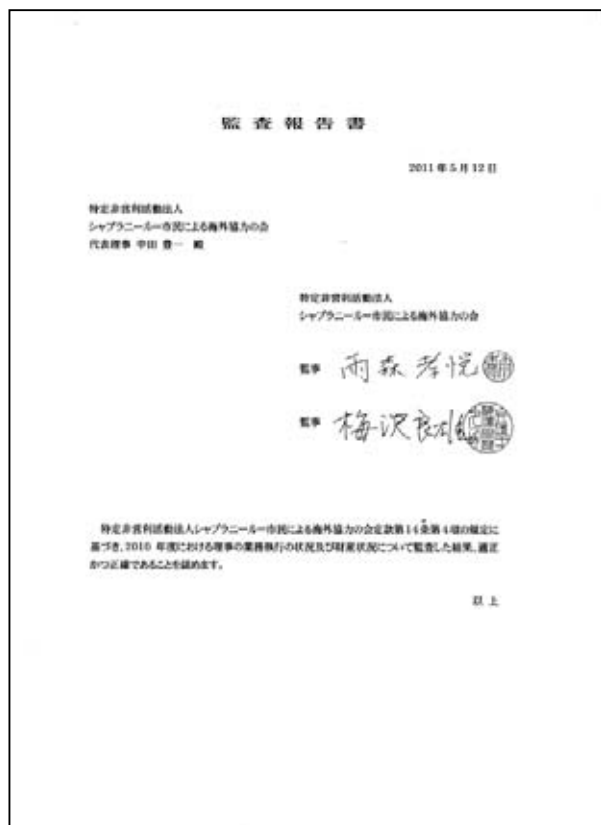 監査報告書
2011年5月12日
特定非営利活動法人
シャプラニール＝市民による海外協力の会
代表理事 中田 豊一 殿
特定非営利活動法人
シャプラニール＝市民による海外協力の会
監事 雨森孝悦
監事 梅沢良雄
特定非営利活動法人シャプラニール＝市民による海外協力の会定款第14条第4項の規定に
基づき、2010年度における理事の業務執行の状況及び財産状況について監査した結果、適正
かつ正確であることを認めます。
以上